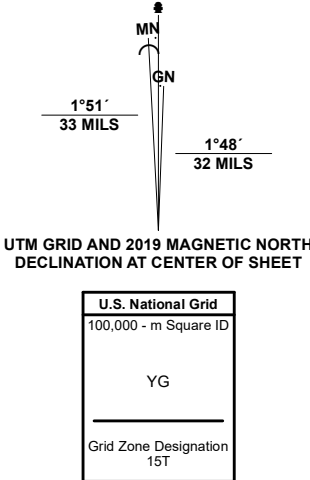 MN
GN
1°51´
33 MILS
1°48´
32 MILS
UTM GRID AND 2019 MAGNETIC NORTH
DECLINATION AT CENTER OF SHEET
U.S. National Grid
100,000 - m Square ID
YG
Grid Zone Designation
15T